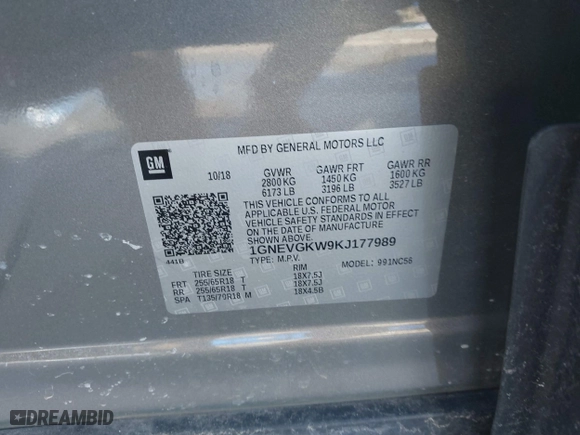 MFD BY GENERAL MOTORS LLC
GM
10/18
GVWR GAWR FRT GAWR RR
2800 KG 1450 KG 1600 KG
6173 LB 3196 LB 3527 LB
THIS VEHICLE CONFORMS TO ALL
APPLICABLE U.S. FEDERAL MOTOR
VEHICLE SAFETY STANDARDS IN EFFECT
ON THE DATE OF MANUFACTURE
SHOWN ABOVE.
1GNEVGKW9KJ177989
TYPE: M.P.V. MODEL: 991NC56
441B
TIRE SIZE RIM
FRT 255/65R18 T 18X7.5J
RR 255/65R18 T 18X7.5J
SPA T135/70R18 M 18X4.5B
DREAMBID